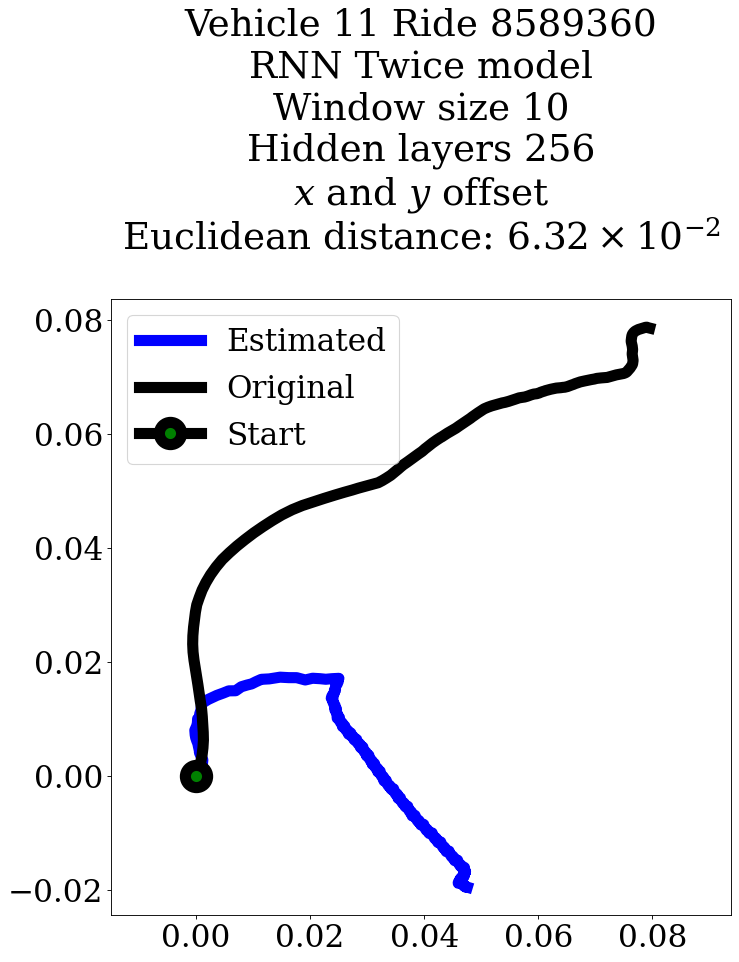 Vehicle 11 Ride 8589360
RNN Twice model
Window size 10
Hidden layers 256
x and y offset
Euclidean distance: 6.32 × 10⁻²
Estimated
Original
Start
0.08
0.06
0.04
0.02
0.00
−0.02
0.00 0.02 0.04 0.06 0.08